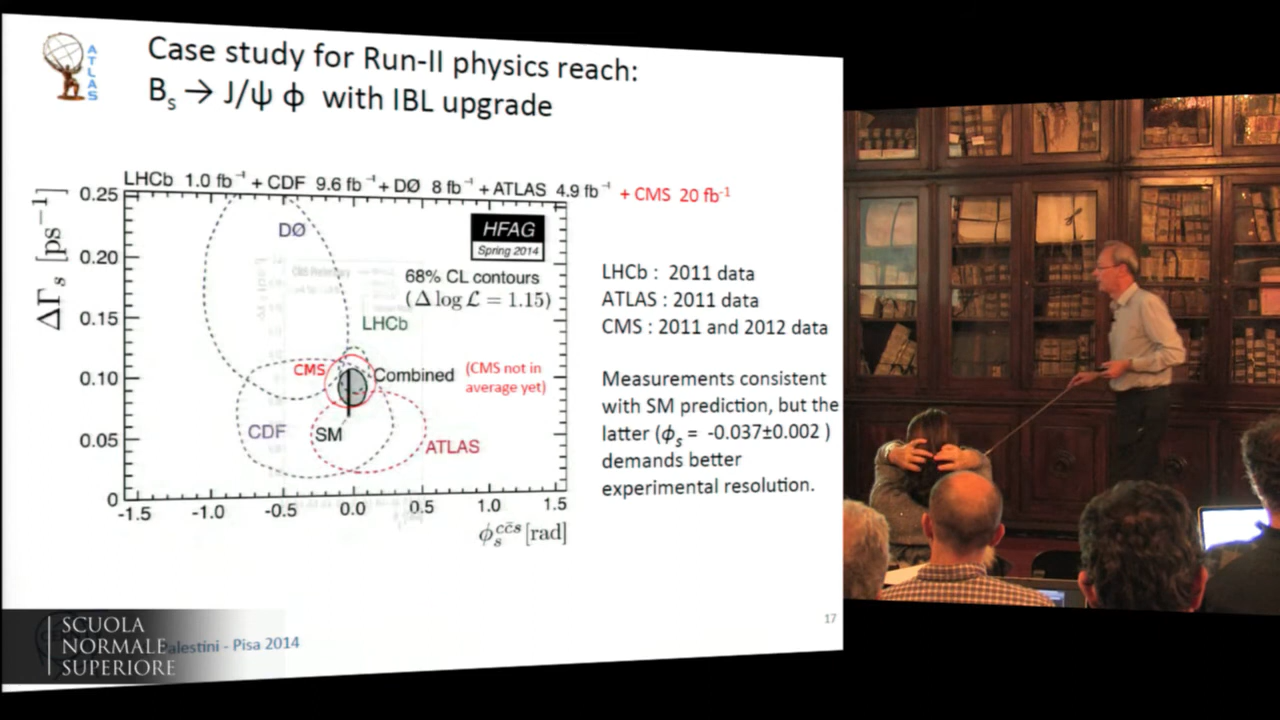 ATLAS
Case study for Run-II physics reach:
Bₛ → J/ψ ϕ with IBL upgrade
LHCb 1.0 fb⁻¹ + CDF 9.6 fb⁻¹ + DØ 8 fb⁻¹ + ATLAS 4.9 fb⁻¹ + CMS 20 fb⁻¹
0.25
0.20
0.15
0.10
0.05
0
ΔΓₛ [ps⁻¹]
DØ
HFAG
Spring 2014
68% CL contours
(Δ log ℒ = 1.15)
LHCb
CMS
Combined
(CMS not in
average yet)
CDF
SM
ATLAS
-1.5 -1.0 -0.5 0.0 0.5 1.0 1.5
ϕₛᶜᶜ̄ˢ [rad]
LHCb : 2011 data
ATLAS : 2011 data
CMS : 2011 and 2012 data
Measurements consistent
with SM prediction, but the
latter (ϕₛ = -0.037±0.002 )
demands better
experimental resolution.
17
Palestini - Pisa 2014
SCUOLA
NORMALE
SUPERIORE